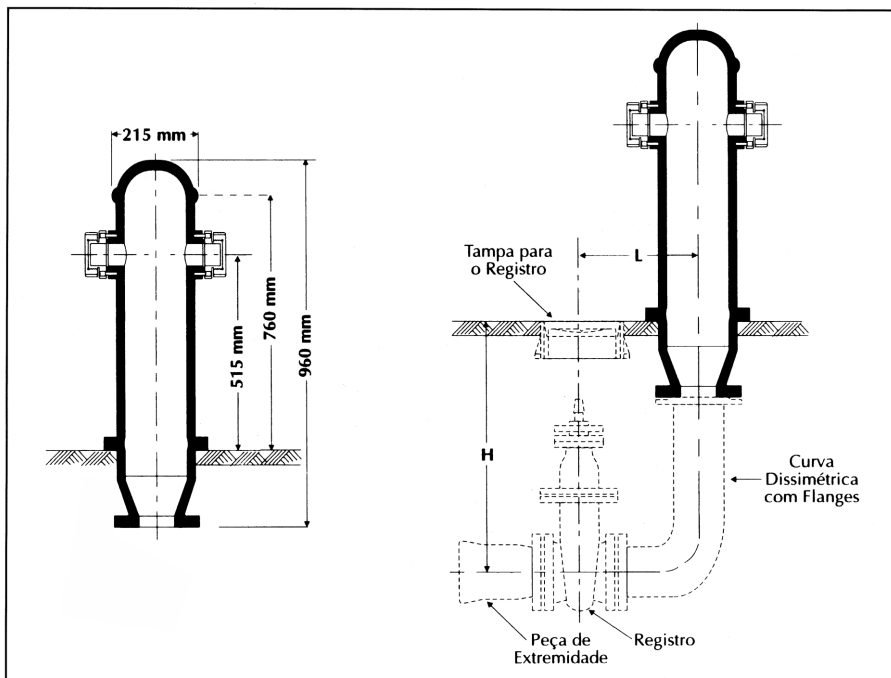 215 mm
515 mm
760 mm
960 mm
Tampa para
o Registro
L
H
Curva
Dissimétrica
com Flanges
Peça de
Extremidade
Registro